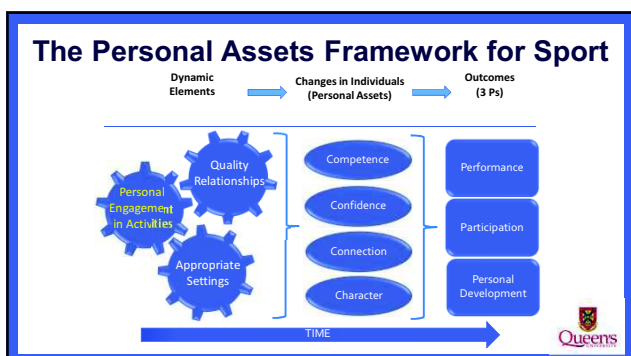 The Personal Assets Framework for Sport
Dynamic
Elements
Changes in Individuals
(Personal Assets)
Outcomes
(3 Ps)
Quality
Relationships
Personal
Engagement
in Activities
Appropriate
Settings
Competence
Confidence
Connection
Character
Performance
Participation
Personal
Development
TIME
Queen's
UNIVERSITY